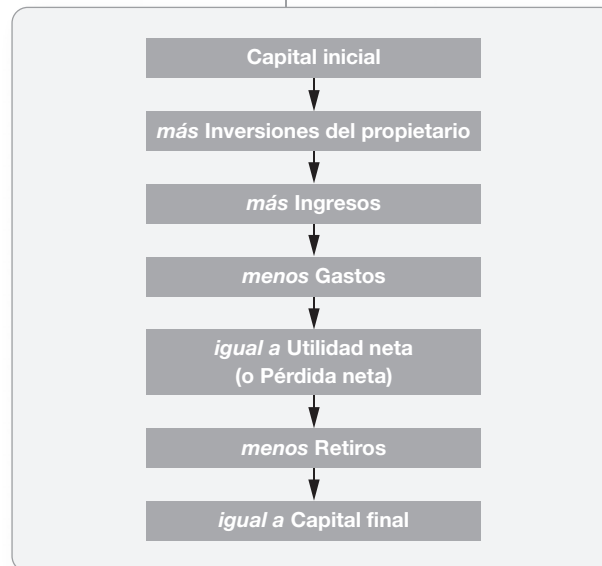 Capital inicial
más Inversiones del propietario
más Ingresos
menos Gastos
igual a Utilidad neta
(o Pérdida neta)
menos Retiros
igual a Capital final